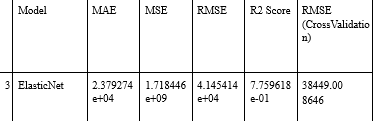 Model MAE MSE RMSE R2 Score RMSE
(CrossValidatio
n)
3 ElasticNet 2.379274 1.718446 4.145414 7.759618 38449.00
e+04 e+09 e+04 e-01 8646